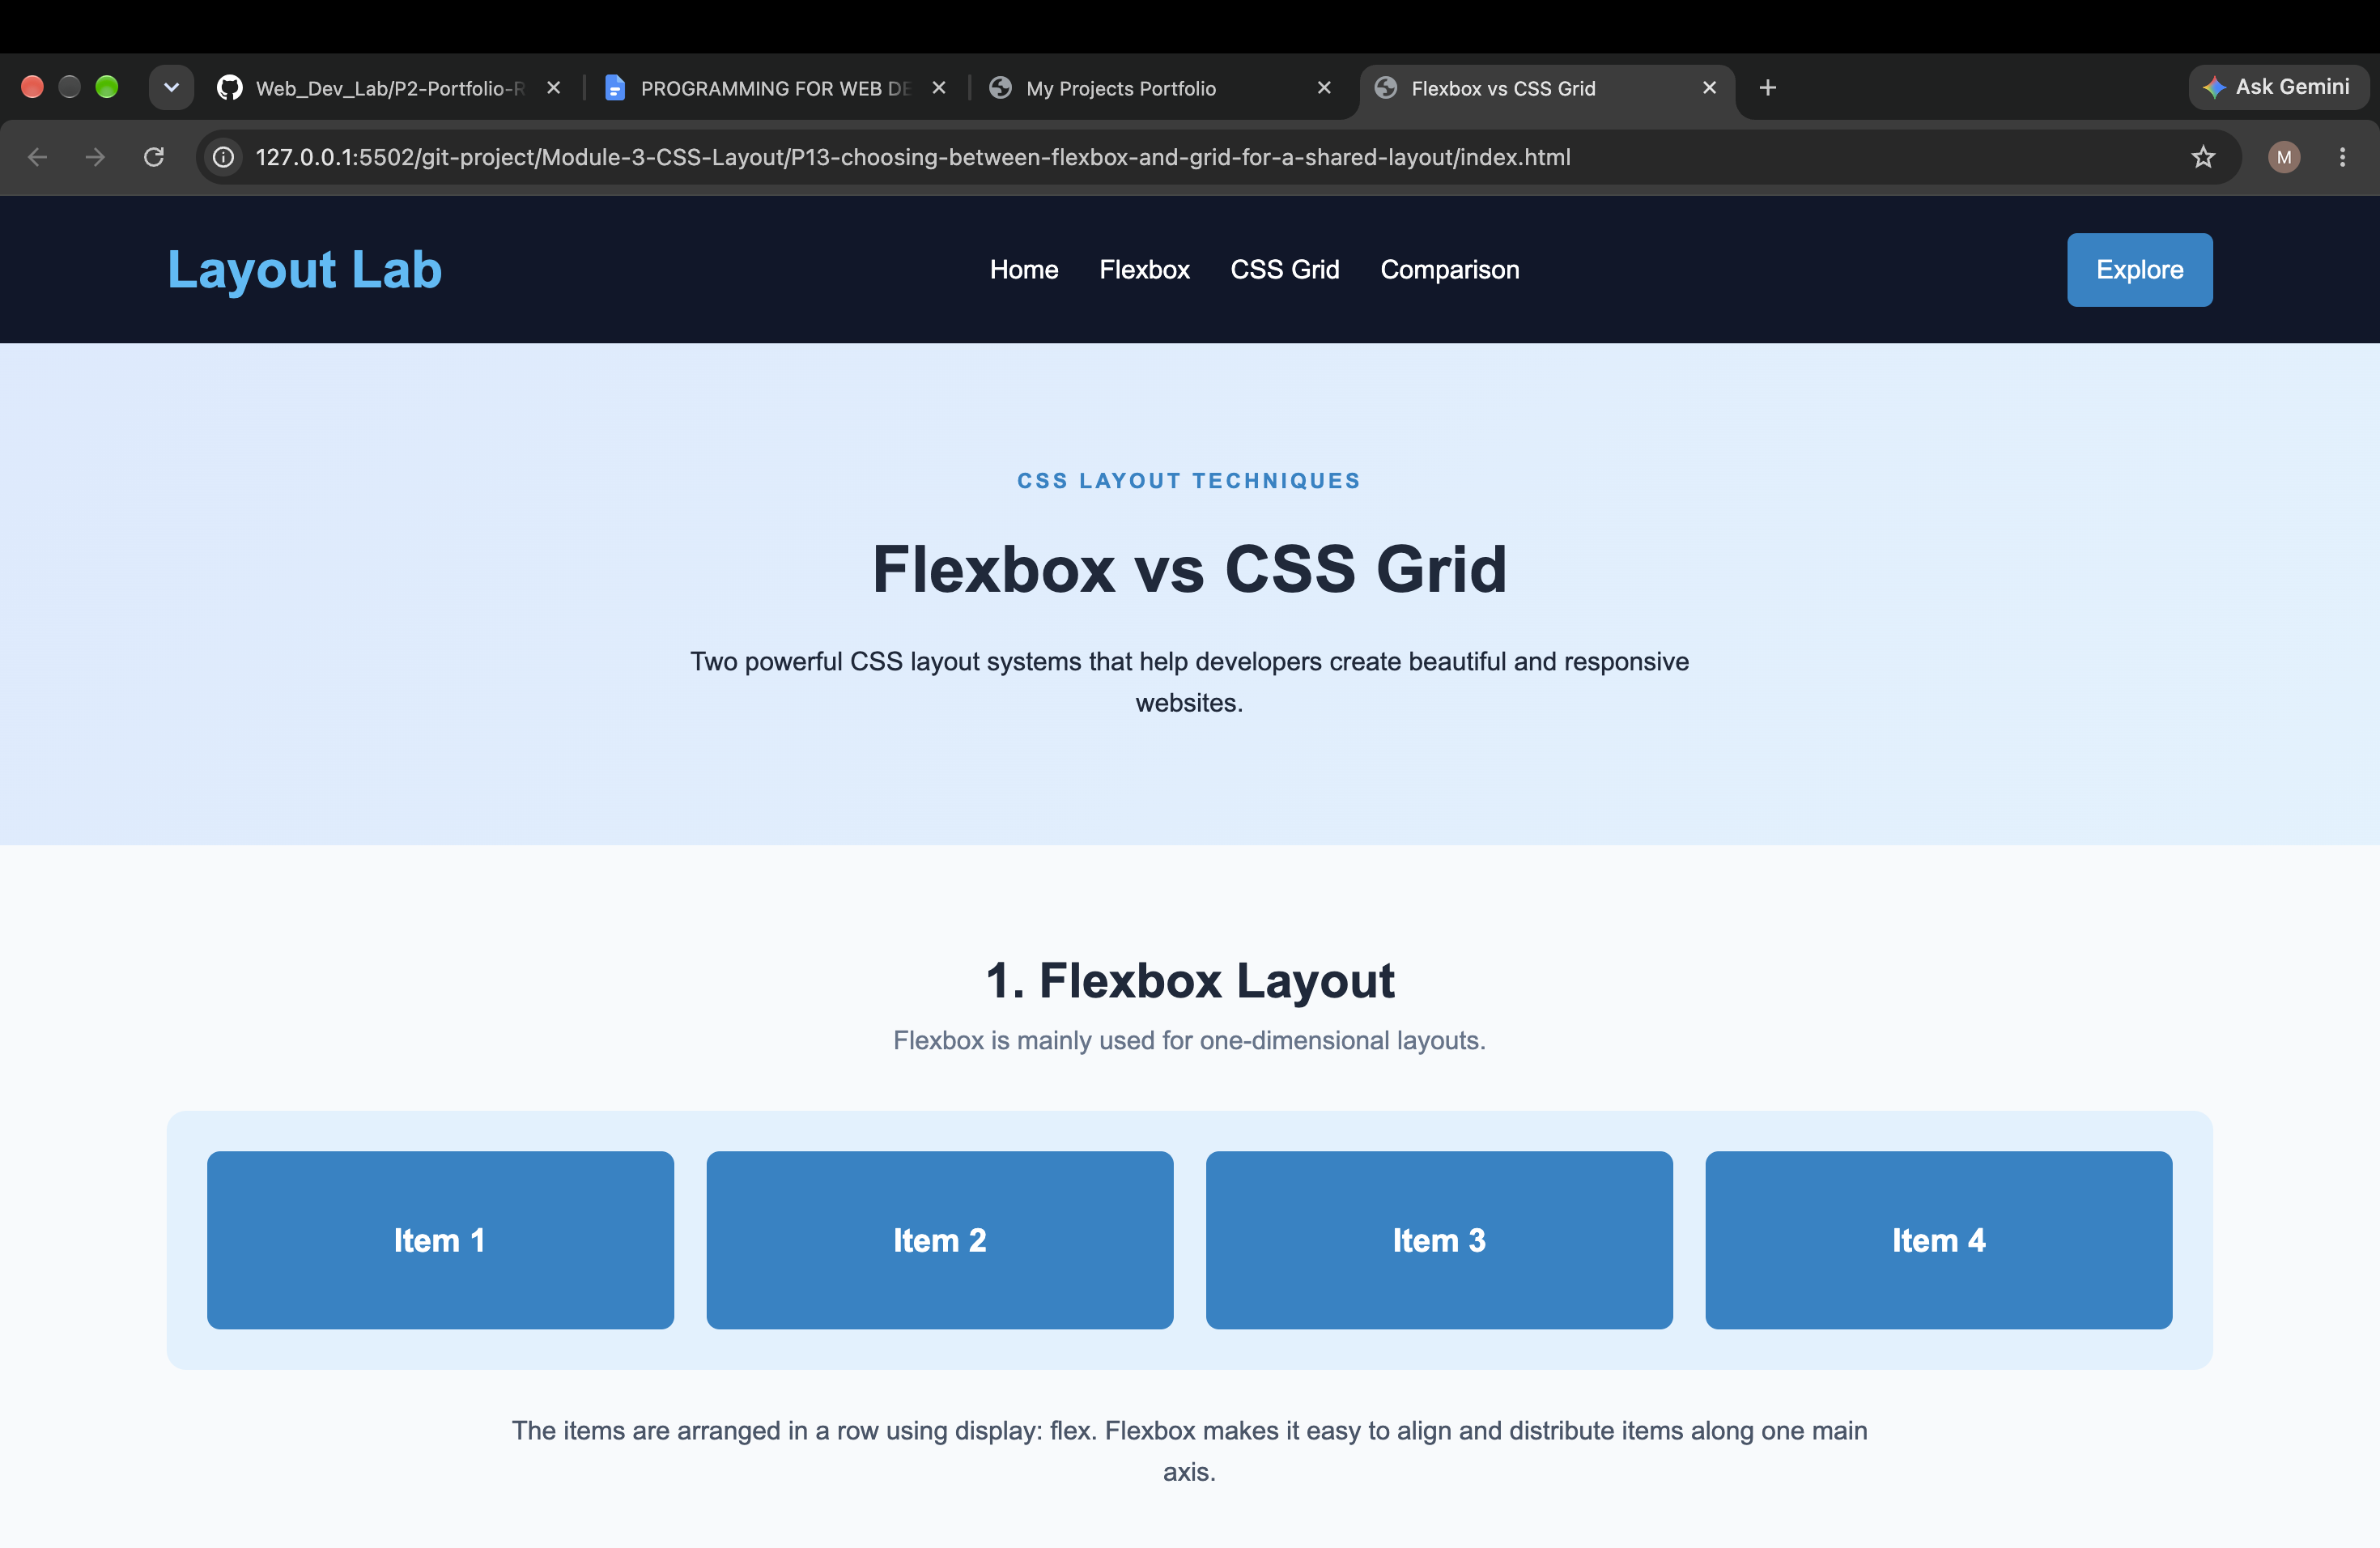 Web_Dev_Lab/P2-Portfolio-R
PROGRAMMING FOR WEB DE
My Projects Portfolio
Flexbox vs CSS Grid
Ask Gemini
127.0.0.1:5502/git-project/Module-3-CSS-Layout/P13-choosing-between-flexbox-and-grid-for-a-shared-layout/index.html
M
Layout Lab
Home
Flexbox
CSS Grid
Comparison
Explore
CSS LAYOUT TECHNIQUES
Flexbox vs CSS Grid
Two powerful CSS layout systems that help developers create beautiful and responsive
websites.
1. Flexbox Layout
Flexbox is mainly used for one-dimensional layouts.
Item 1
Item 2
Item 3
Item 4
The items are arranged in a row using display: flex. Flexbox makes it easy to align and distribute items along one main
axis.